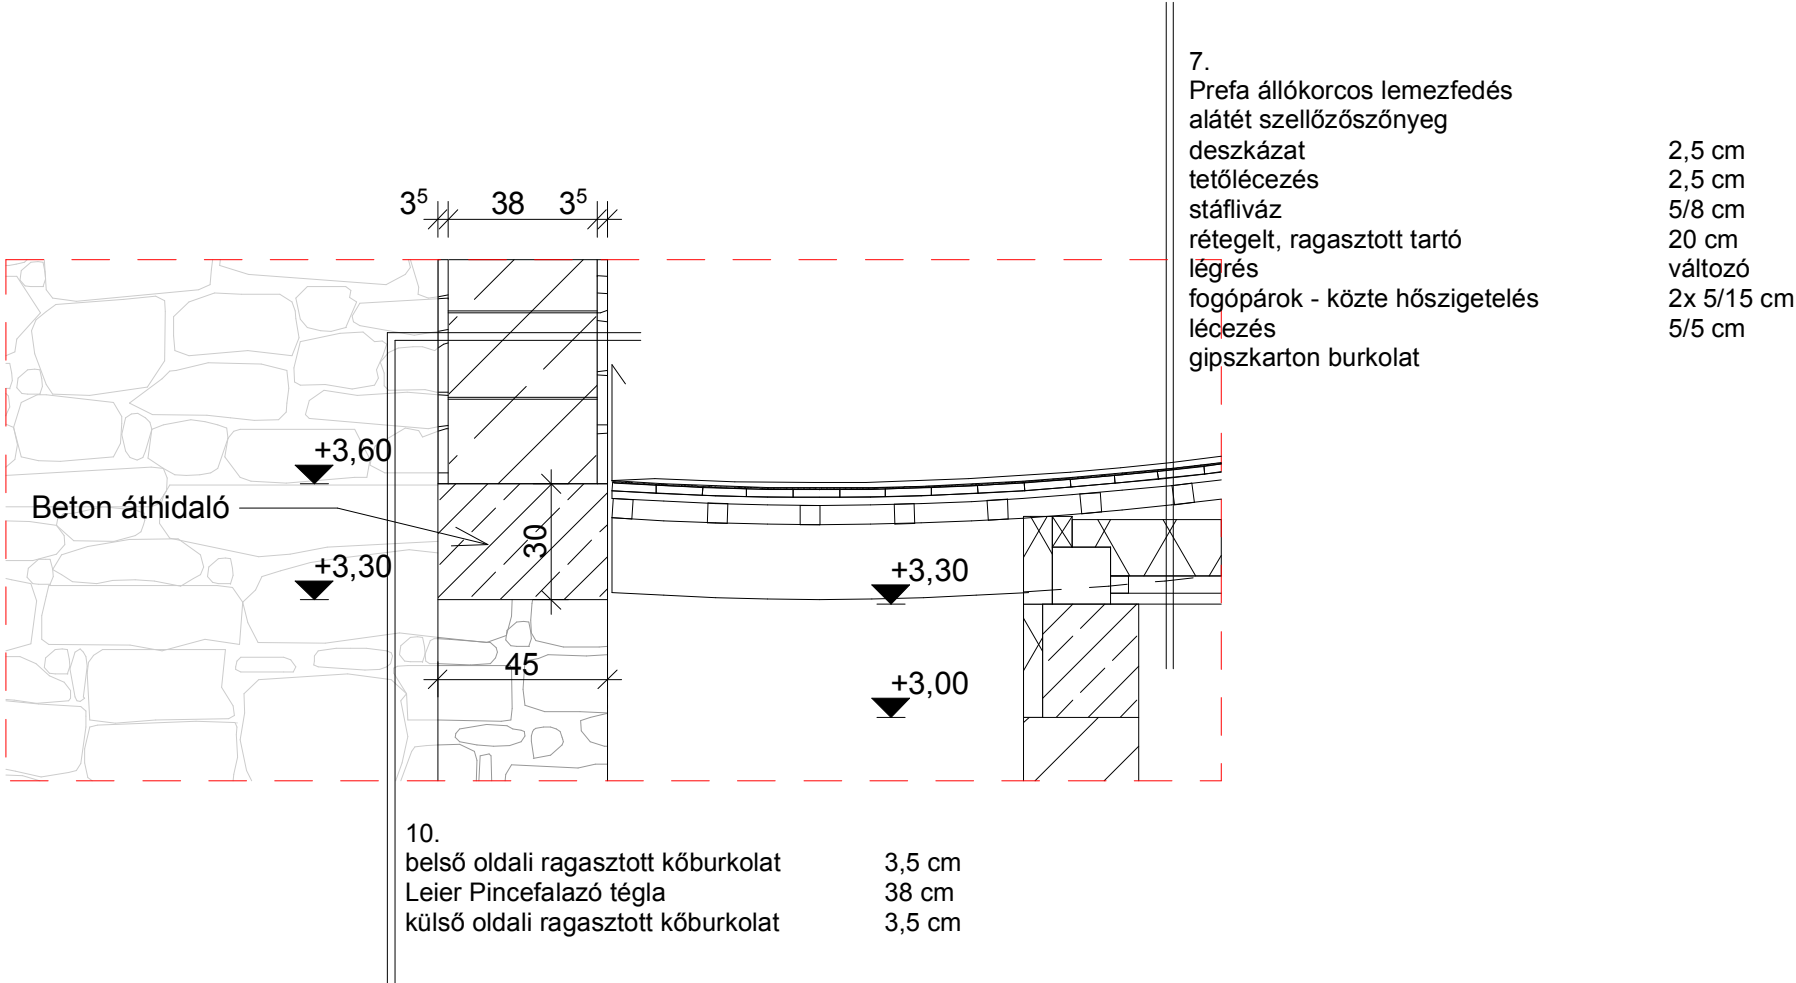 7.
Prefa állókorcos lemezfedés
alátét szellőzőszőnyeg
deszkázat 2,5 cm
tetőlécezés 2,5 cm
stáfliváz 5/8 cm
rétegelt, ragasztott tartó 20 cm
légrés változó
fogópárok - közte hőszigetelés 2x 5/15 cm
lécezés 5/5 cm
gipszkarton burkolat
3⁵ 38 3⁵
+3,60
Beton áthidaló
30
+3,30
+3,30
45
+3,00
10.
belső oldali ragasztott kőburkolat 3,5 cm
Leier Pincefalazó tégla 38 cm
külső oldali ragasztott kőburkolat 3,5 cm